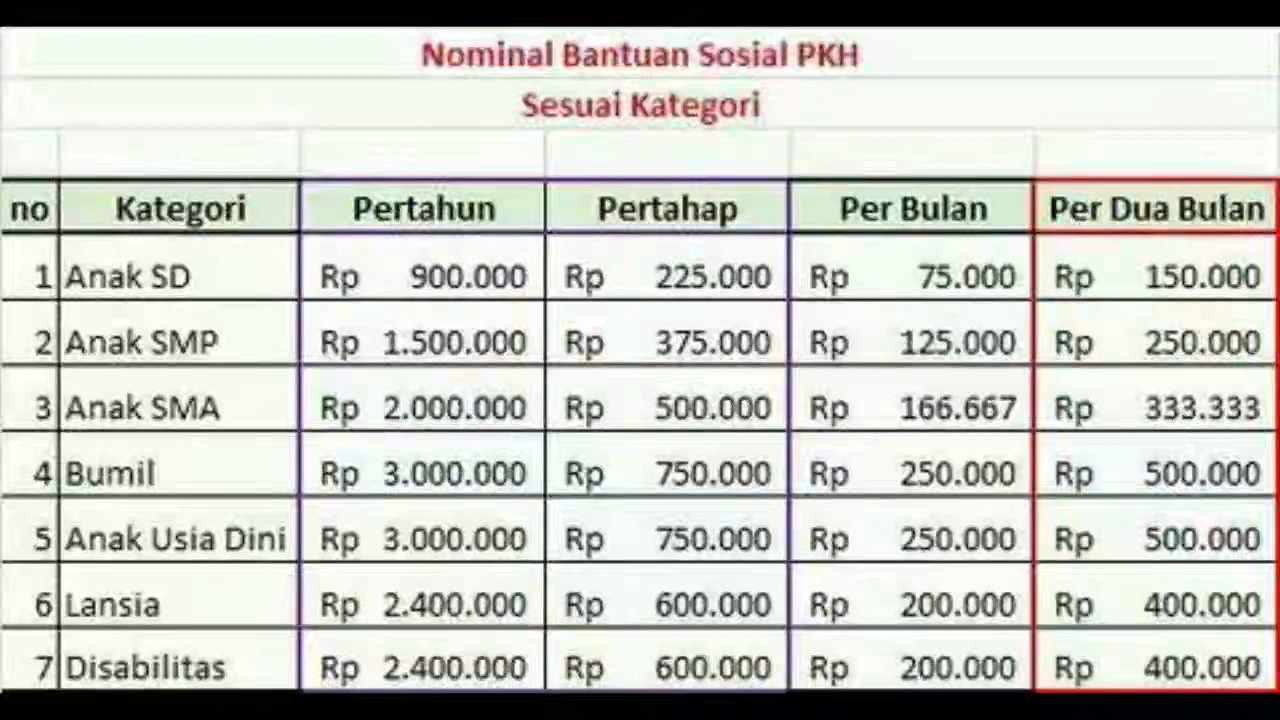 Nominal Bantuan Sosial PKH
Sesuai Kategori
no Kategori Pertahun Pertahap Per Bulan Per Dua Bulan
1 Anak SD Rp 900.000 Rp 225.000 Rp 75.000 Rp 150.000
2 Anak SMP Rp 1.500.000 Rp 375.000 Rp 125.000 Rp 250.000
3 Anak SMA Rp 2.000.000 Rp 500.000 Rp 166.667 Rp 333.333
4 Bumil Rp 3.000.000 Rp 750.000 Rp 250.000 Rp 500.000
5 Anak Usia Dini Rp 3.000.000 Rp 750.000 Rp 250.000 Rp 500.000
6 Lansia Rp 2.400.000 Rp 600.000 Rp 200.000 Rp 400.000
7 Disabilitas Rp 2.400.000 Rp 600.000 Rp 200.000 Rp 400.000